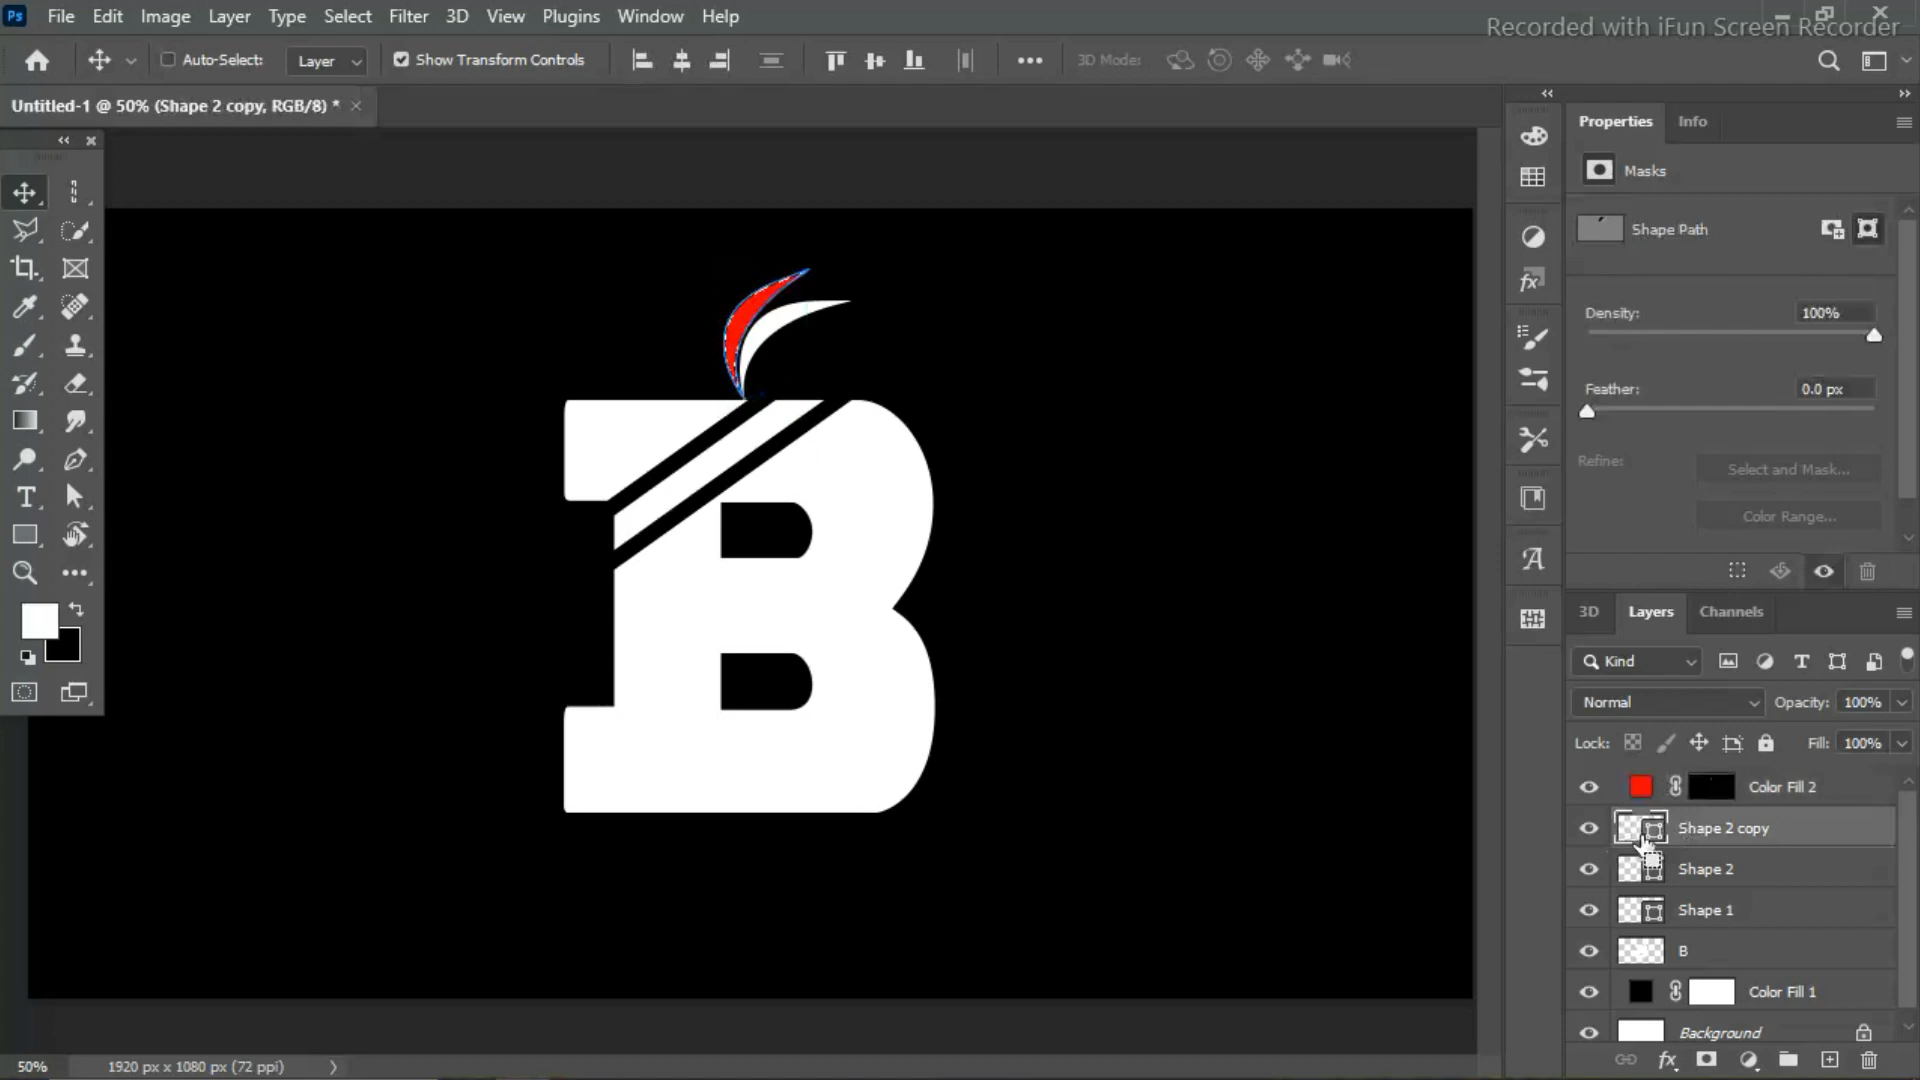 Ps File Edit Image Layer Type Select Filter 3D View Plugins Window Help
Recorded with iFun Screen Recorder
Auto-Select: Layer Show Transform Controls 3D Mode:
Untitled-1 @ 50% (Shape 2 copy, RGB/8) *
Properties Info
Masks
Shape Path
Density: 100%
Feather: 0.0 px
Refine: Select and Mask...
Color Range...
3D Layers Channels
Kind
Normal Opacity: 100%
Lock: Fill: 100%
Color Fill 2
Shape 2 copy
Shape 2
Shape 1
B
Color Fill 1
Background
B
50% 1920 px x 1080 px (72 ppi)